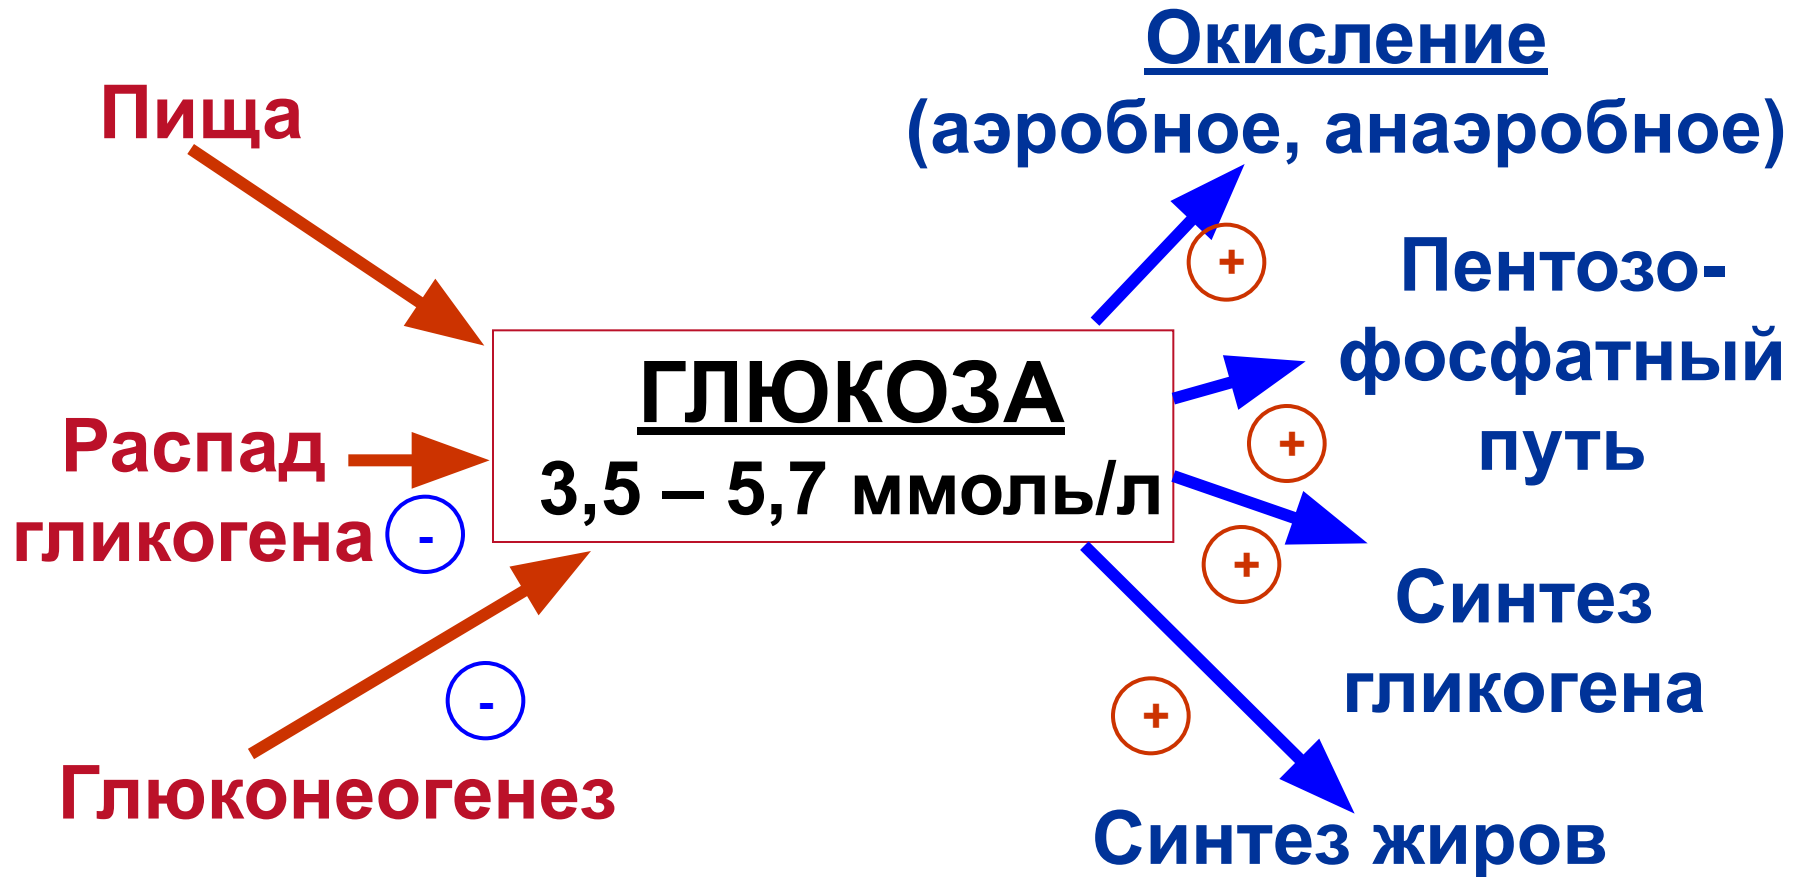 Пища
Распад
гликогена
-
-
Глюконеогенез
ГЛЮКОЗА
3,5 – 5,7 ммоль/л
Окисление
(аэробное, анаэробное)
+
Пентозо-
фосфатный
путь
+
+
Синтез
гликогена
+
Синтез жиров